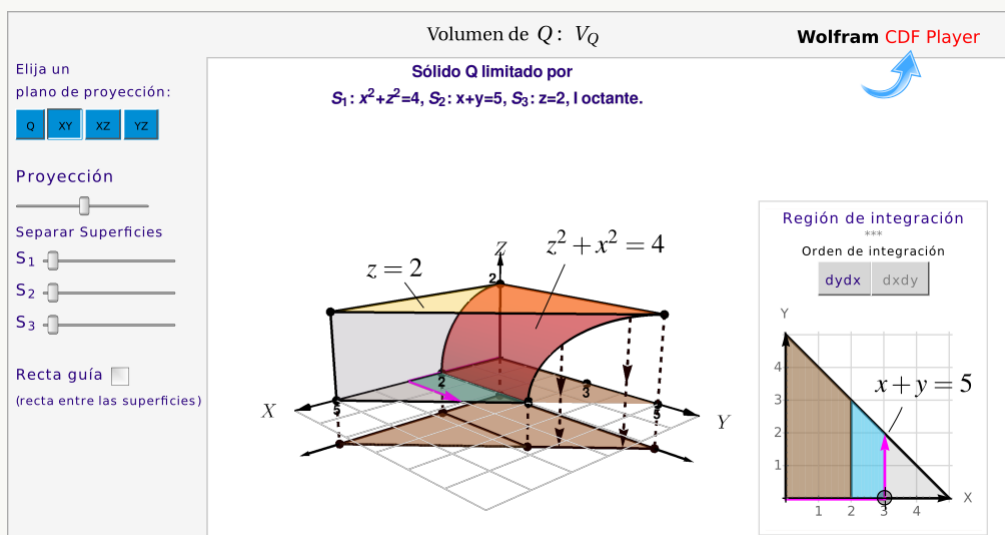 Volumen de Q: V_Q
Wolfram CDF Player
Elija un
plano de proyección:
Q XY XZ YZ
Proyección
Separar Superficies
S₁
S₂
S₃
Recta guía
(recta entre las superficies)
Sólido Q limitado por
S₁: x²+z²=4, S₂: x+y=5, S₃: z=2, I octante.
z = 2
z² + x² = 4
Z
2
2
3
5
5
X
Y
Región de integración
***
Orden de integración
dydx dxdy
Y
4
3
2
1
x + y = 5
X
1 2 3 4